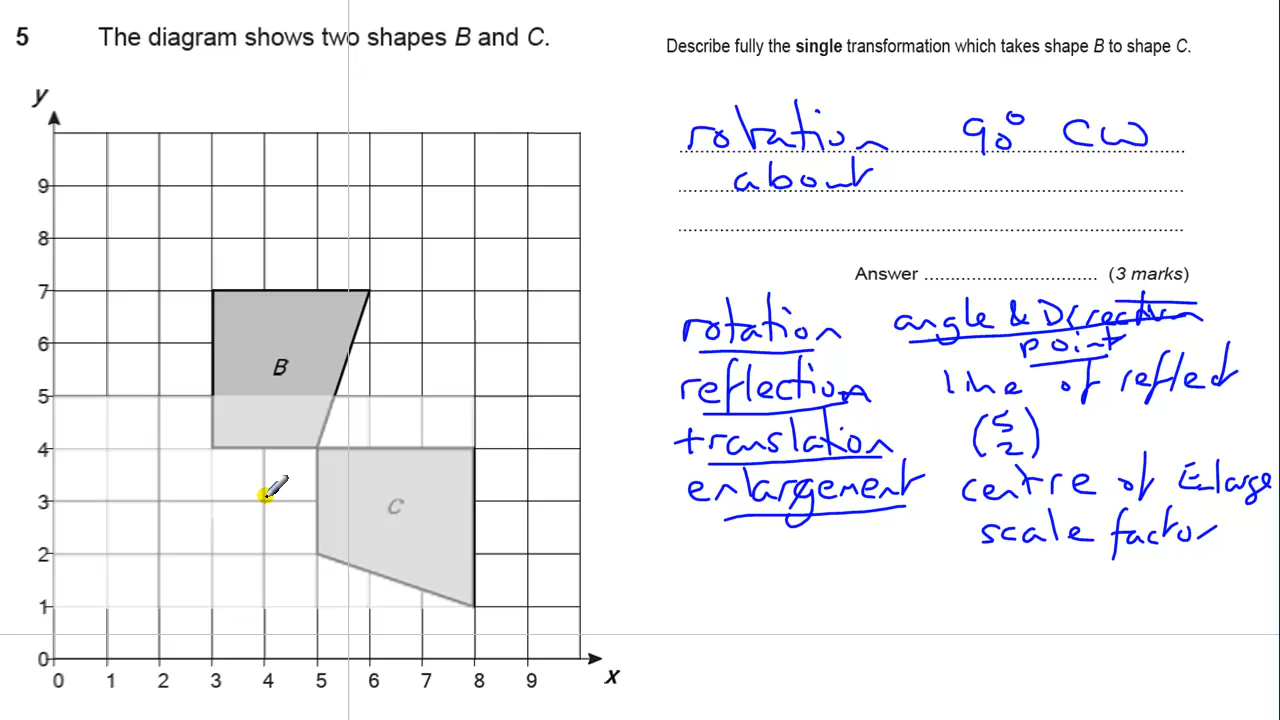 5 The diagram shows two shapes B and C.
Describe fully the single transformation which takes shape B to shape C.
rotation 90° CW
about
Answer (3 marks)
rotation angle & Direction
point
reflection line of reflect
translation (5
2)
enlargement centre of Enlarge
scale factor
y
9
8
7
6
5
4
3
2
1
0
B
C
0 1 2 3 4 5 6 7 8 9
x